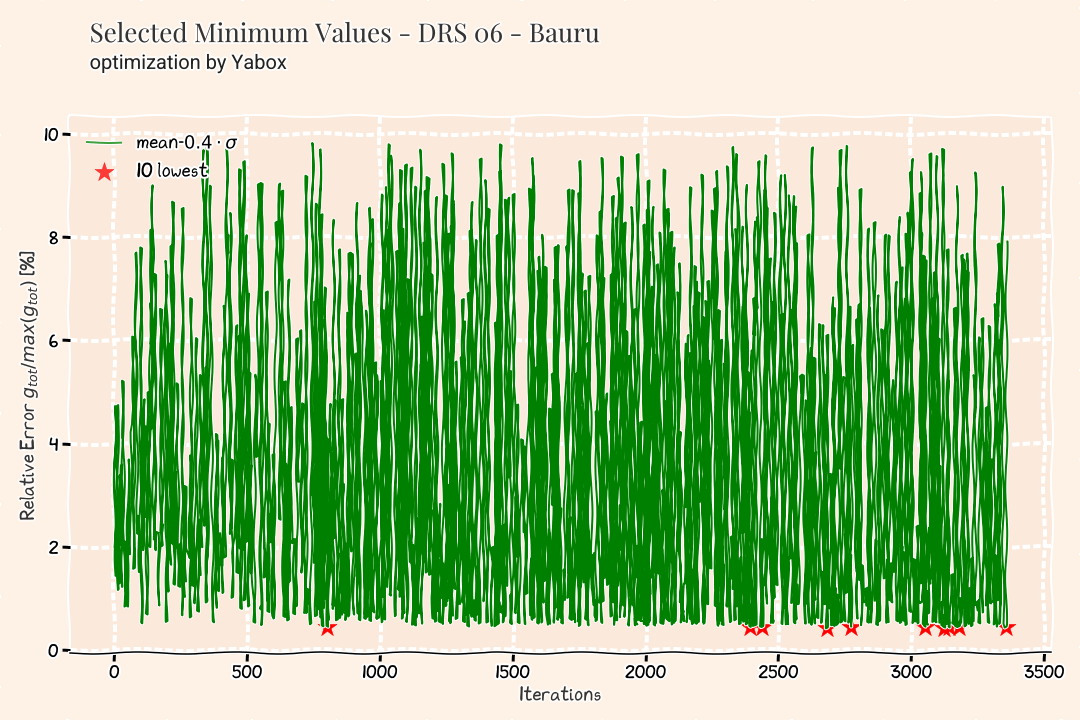 Selected Minimum Values - DRS 06 - Bauru
optimization by Yabox
mean-0.4 · σ
10 lowest
Relative Error g_tot/max(g_tot) [%]
10
8
6
4
2
0
0 500 1000 1500 2000 2500 3000 3500
Iterations